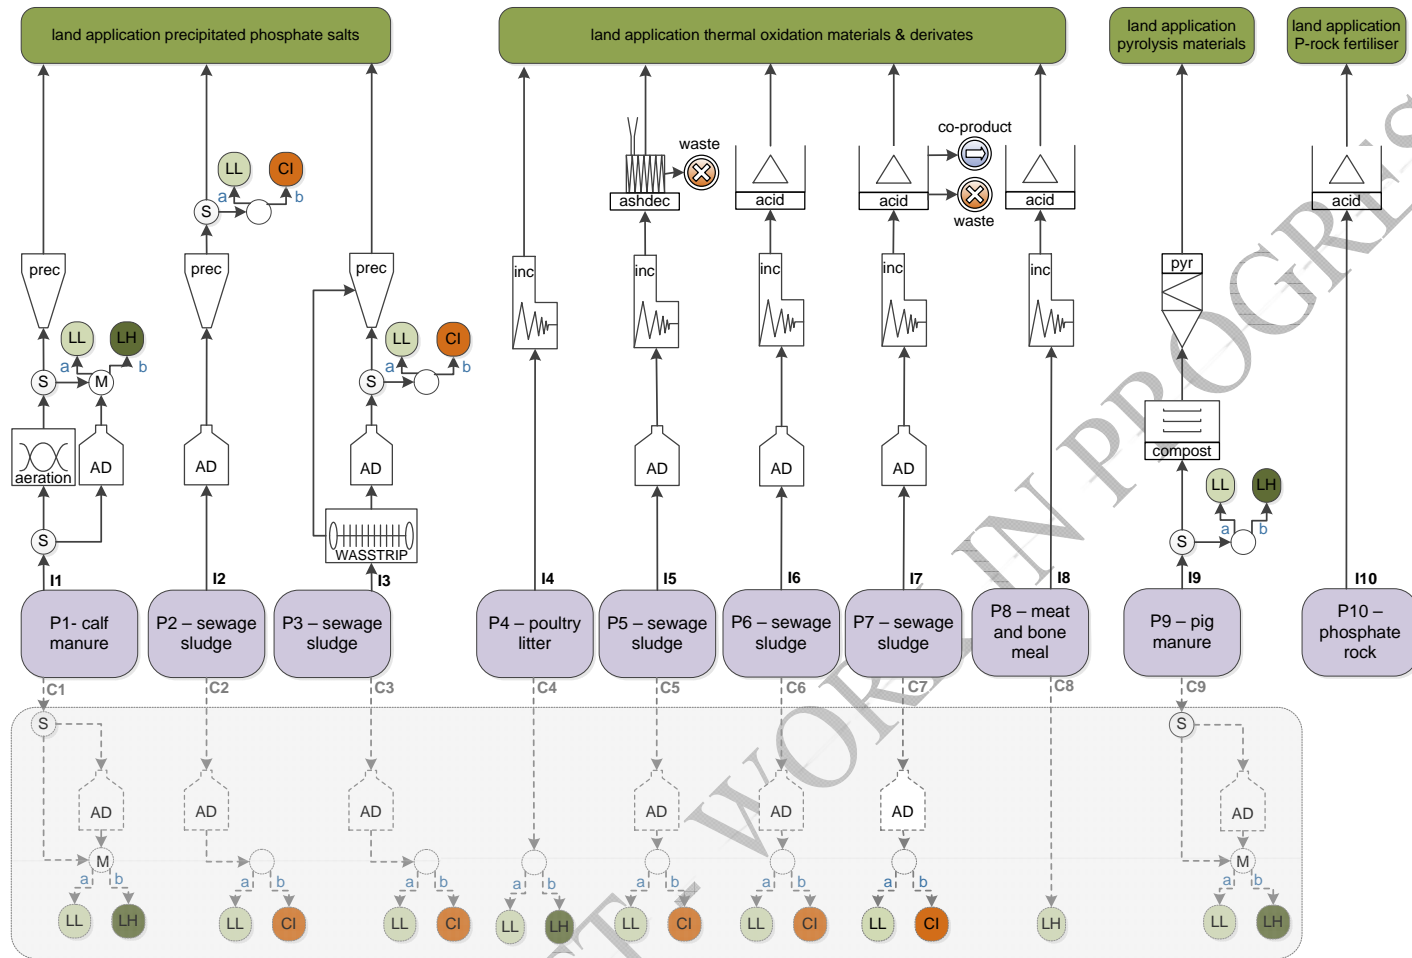 land application precipitated phosphate salts
land application thermal oxidation materials & derivates
land application
pyrolysis materials
land application
P-rock fertiliser
co-product
waste
LL
CI
a
b
S
ashdec
acid
acid
waste
acid
acid
prec
prec
prec
inc
inc
inc
inc
inc
pyr
LL
LH
a
b
S
M
LL
CI
a
b
S
aeration
AD
AD
AD
AD
AD
AD
compost
LL
LH
a
b
S
S
WASSTRIP
I1
I2
I3
I4
I5
I6
I7
I8
I9
I10
P1- calf
manure
P2 – sewage
sludge
P3 – sewage
sludge
P4 – poultry
litter
P5 – sewage
sludge
P6 – sewage
sludge
P7 – sewage
sludge
P8 – meat
and bone
meal
P9 – pig
manure
P10 –
phosphate
rock
C1
C2
C3
C4
C5
C6
C7
C8
C9
S
S
AD
AD
AD
AD
AD
AD
AD
M
M
a
b
a
b
a
b
a
b
a
b
a
b
a
b
a
b
LL
LH
LL
CI
LL
CI
LL
LH
LL
CI
LL
CI
LL
CI
LH
LL
LH
WORK IN PROGRES